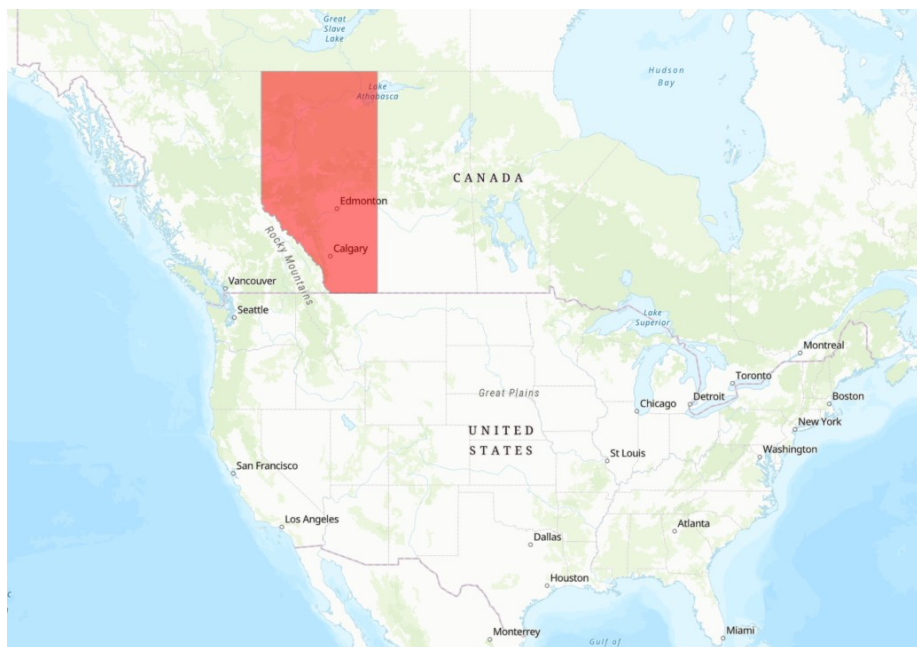 Great
Slave
Lake
Hudson
Bay
Lake
Athabasca
CANADA
Edmonton
Rocky Mountains
Calgary
Vancouver
Seattle
Lake
Superior
Montreal
Toronto
Great Plains
Chicago
Detroit
Boston
New York
UNITED
STATES
St Louis
Washington
San Francisco
Los Angeles
Atlanta
Dallas
Houston
Monterrey
Miami
Gulf of